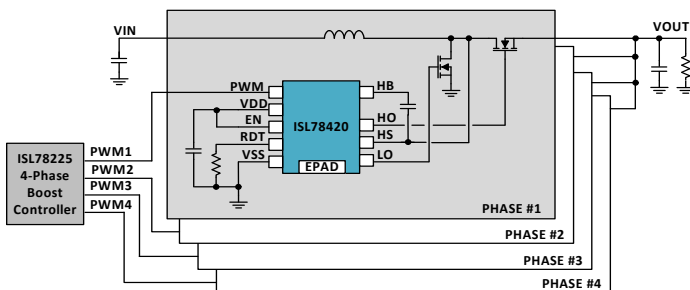 VIN
VOUT
PWM
VDD
EN
RDT
VSS
ISL78420
EPAD
HB
HO
HS
LO
PHASE #1
ISL78225
4-Phase
Boost
Controller
PWM1
PWM2
PWM3
PWM4
PHASE #2
PHASE #3
PHASE #4